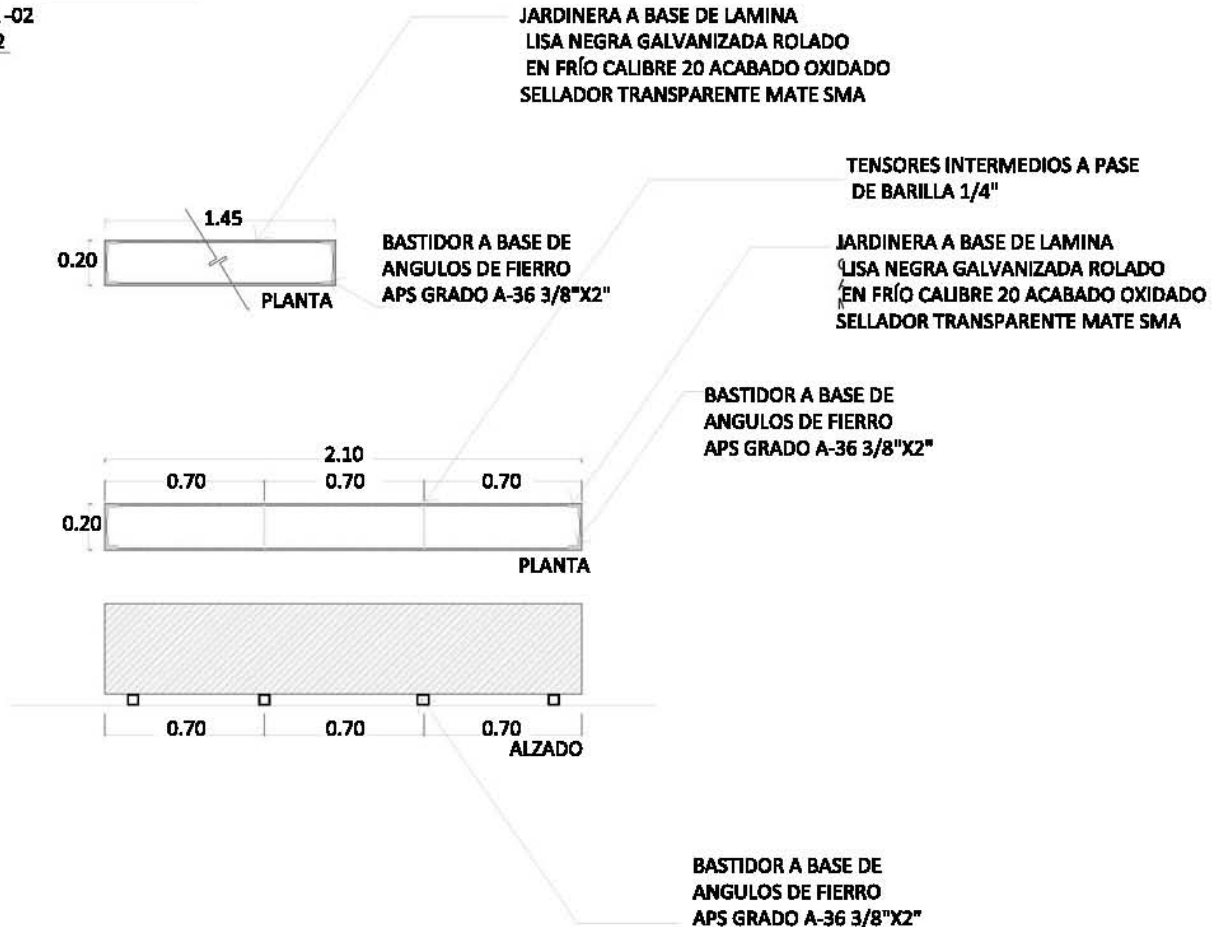 -02
2
JARDINERA A BASE DE LAMINA
LISA NEGRA GALVANIZADA ROLADO
EN FRÍO CALIBRE 20 ACABADO OXIDADO
SELLADOR TRANSPARENTE MATE SMA
TENSORES INTERMEDIOS A PASE
DE BARILLA 1/4"
1.45
0.20
PLANTA
BASTIDOR A BASE DE
ANGULOS DE FIERRO
APS GRADO A-36 3/8"X2"
JARDINERA A BASE DE LAMINA
LISA NEGRA GALVANIZADA ROLADO
EN FRÍO CALIBRE 20 ACABADO OXIDADO
SELLADOR TRANSPARENTE MATE SMA
BASTIDOR A BASE DE
ANGULOS DE FIERRO
APS GRADO A-36 3/8"X2"
2.10
0.70 0.70 0.70
0.20
PLANTA
0.70 0.70 0.70
ALZADO
BASTIDOR A BASE DE
ANGULOS DE FIERRO
APS GRADO A-36 3/8"X2"